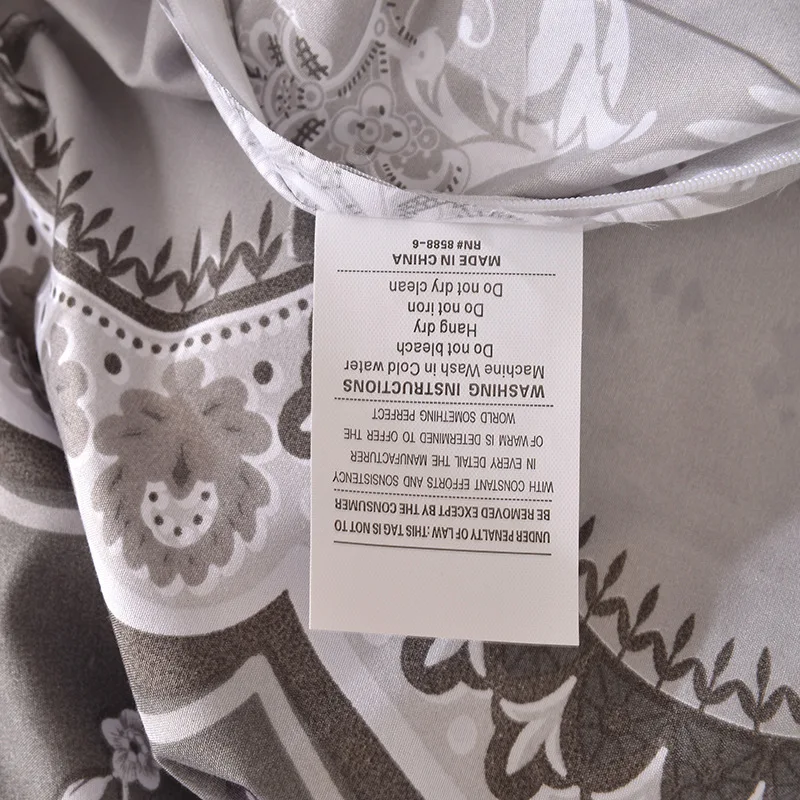 UNDER PENALTY OF LAW:THIS TAG IS NOT TO
BE REMOVED EXCEPT BY THE CONSUMER
WITH CONSTANT EFFORTS AND SONSISTENCY
IN EVERY DETAIL THE MANUFACTURER
OF WARM IS DETERMINED TO OFFER THE
WORLD SOMETHING PERFECT
WASHING INSTRUCTIONS
Machine Wash in Cold water
Do not bleach
Hang dry
Do not iron
Do not dry clean
MADE IN CHINA
RN#8588-6